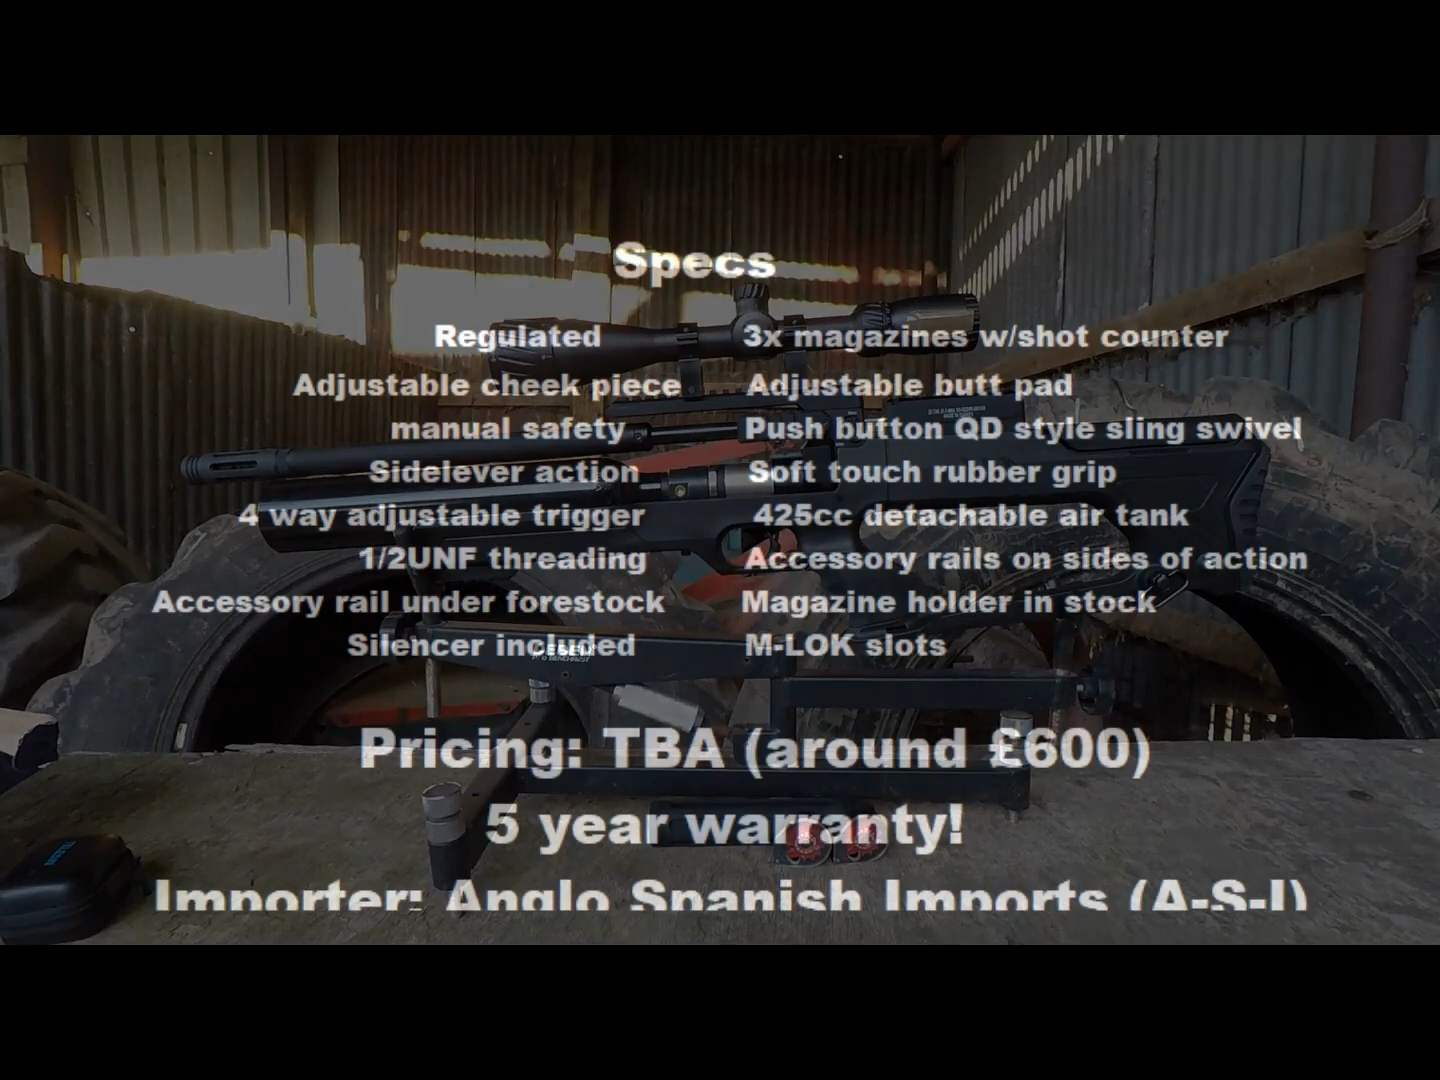 Specs
Regulated 3x magazines w/shot counter
Adjustable cheek piece Adjustable butt pad
manual safety Push button QD style sling swivel
Sidelever action Soft touch rubber grip
4 way adjustable trigger 425cc detachable air tank
1/2UNF threading Accessory rails on sides of action
Accessory rail under forestock Magazine holder in stock
Silencer included M-LOK slots
Pricing: TBA (around £600)
5 year warranty!
Importer: Anglo Spanish Imports (A-S-I)